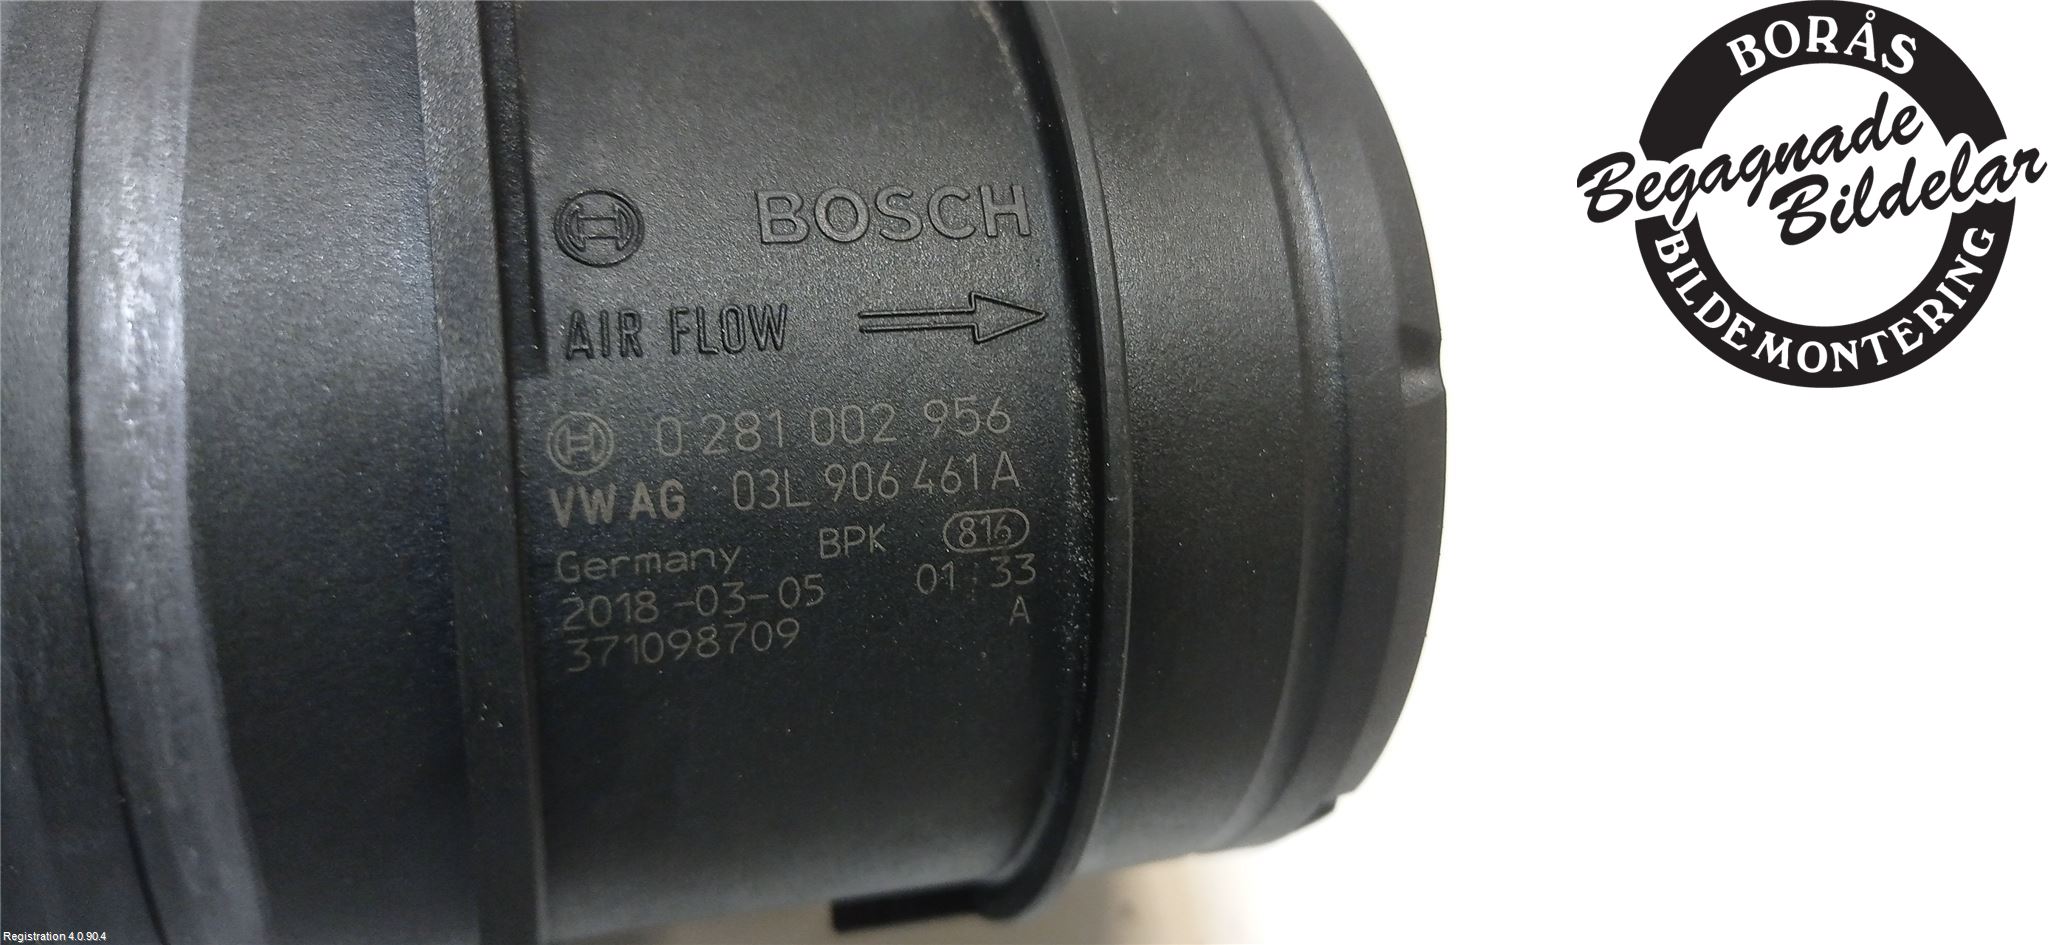 BOSCH
AIR FLOW
0 281 002 956
VW AG 03L 906 461 A
Germany BPK 816
2018-03-05 01:33
371098709 A
BORÅS
Begagnade
Bildelar
BILDEMONTERING
Registration 4.0.90.4